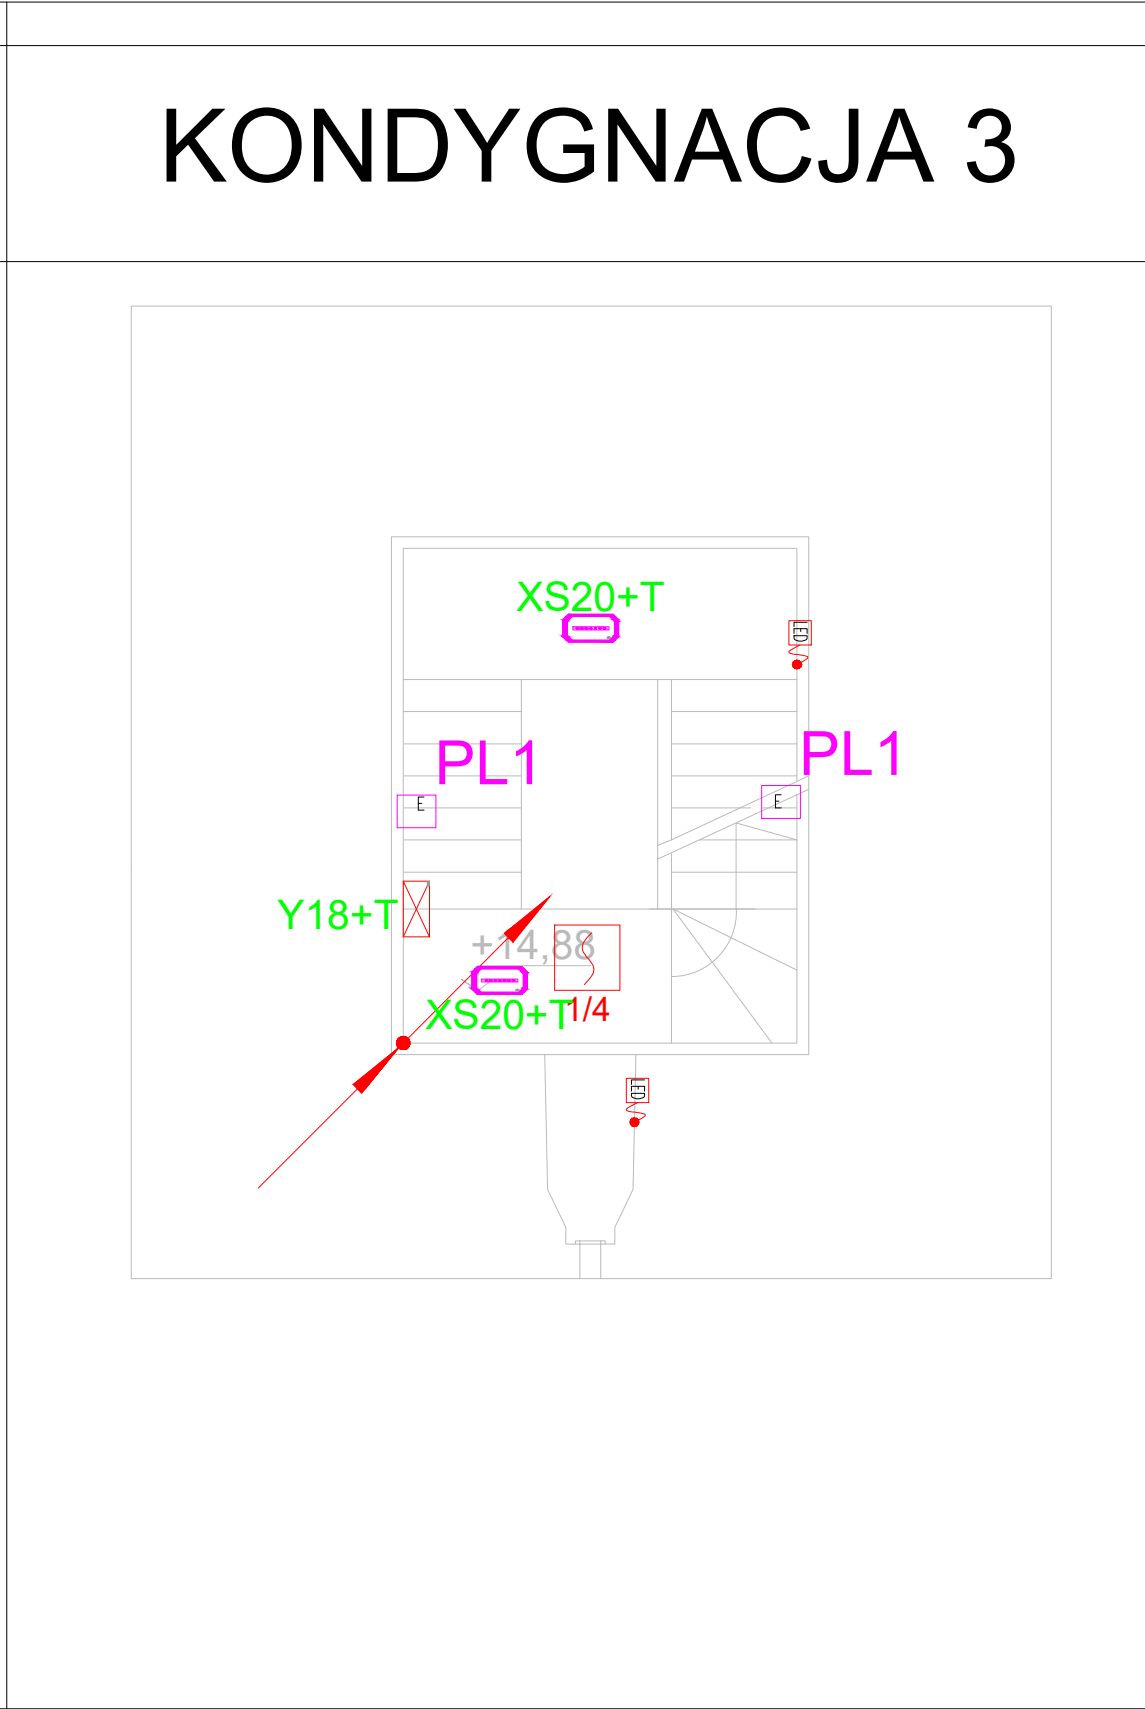 KONDYGNACJA 3
XS20+T
LED
PL1
PL1
E
E
Y18+T
+14,88
XS20+T
1/4
LED